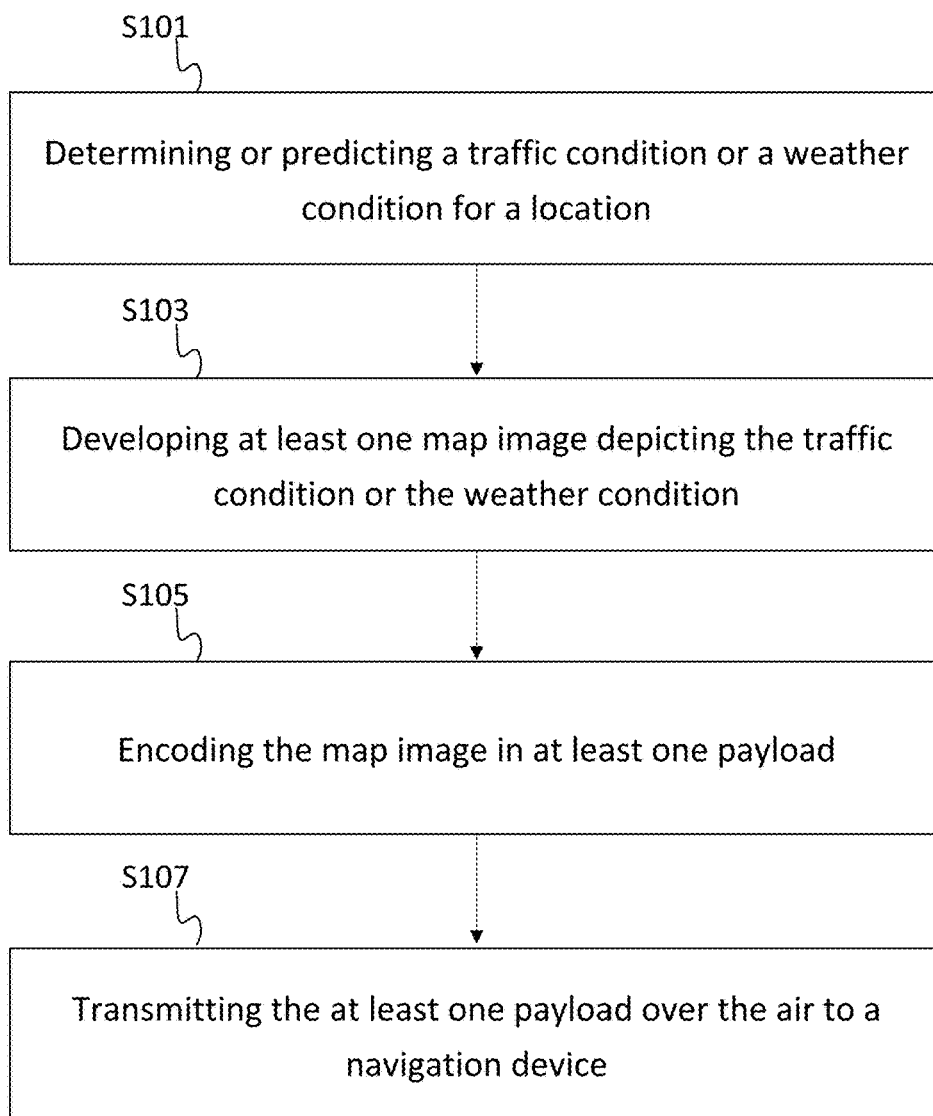 S101
Determining or predicting a traffic condition or a weather
condition for a location
S103
Developing at least one map image depicting the traffic
condition or the weather condition
S105
Encoding the map image in at least one payload
S107
Transmitting the at least one payload over the air to a
navigation device